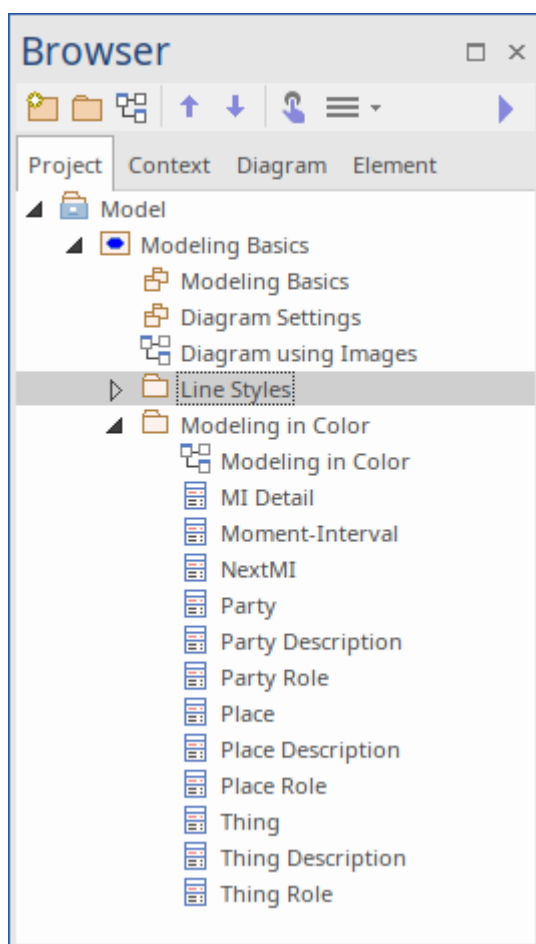 Browser
Project Context Diagram Element
Model
Modeling Basics
Modeling Basics
Diagram Settings
Diagram using Images
Line Styles
Modeling in Color
Modeling in Color
MI Detail
Moment-Interval
NextMI
Party
Party Description
Party Role
Place
Place Description
Place Role
Thing
Thing Description
Thing Role